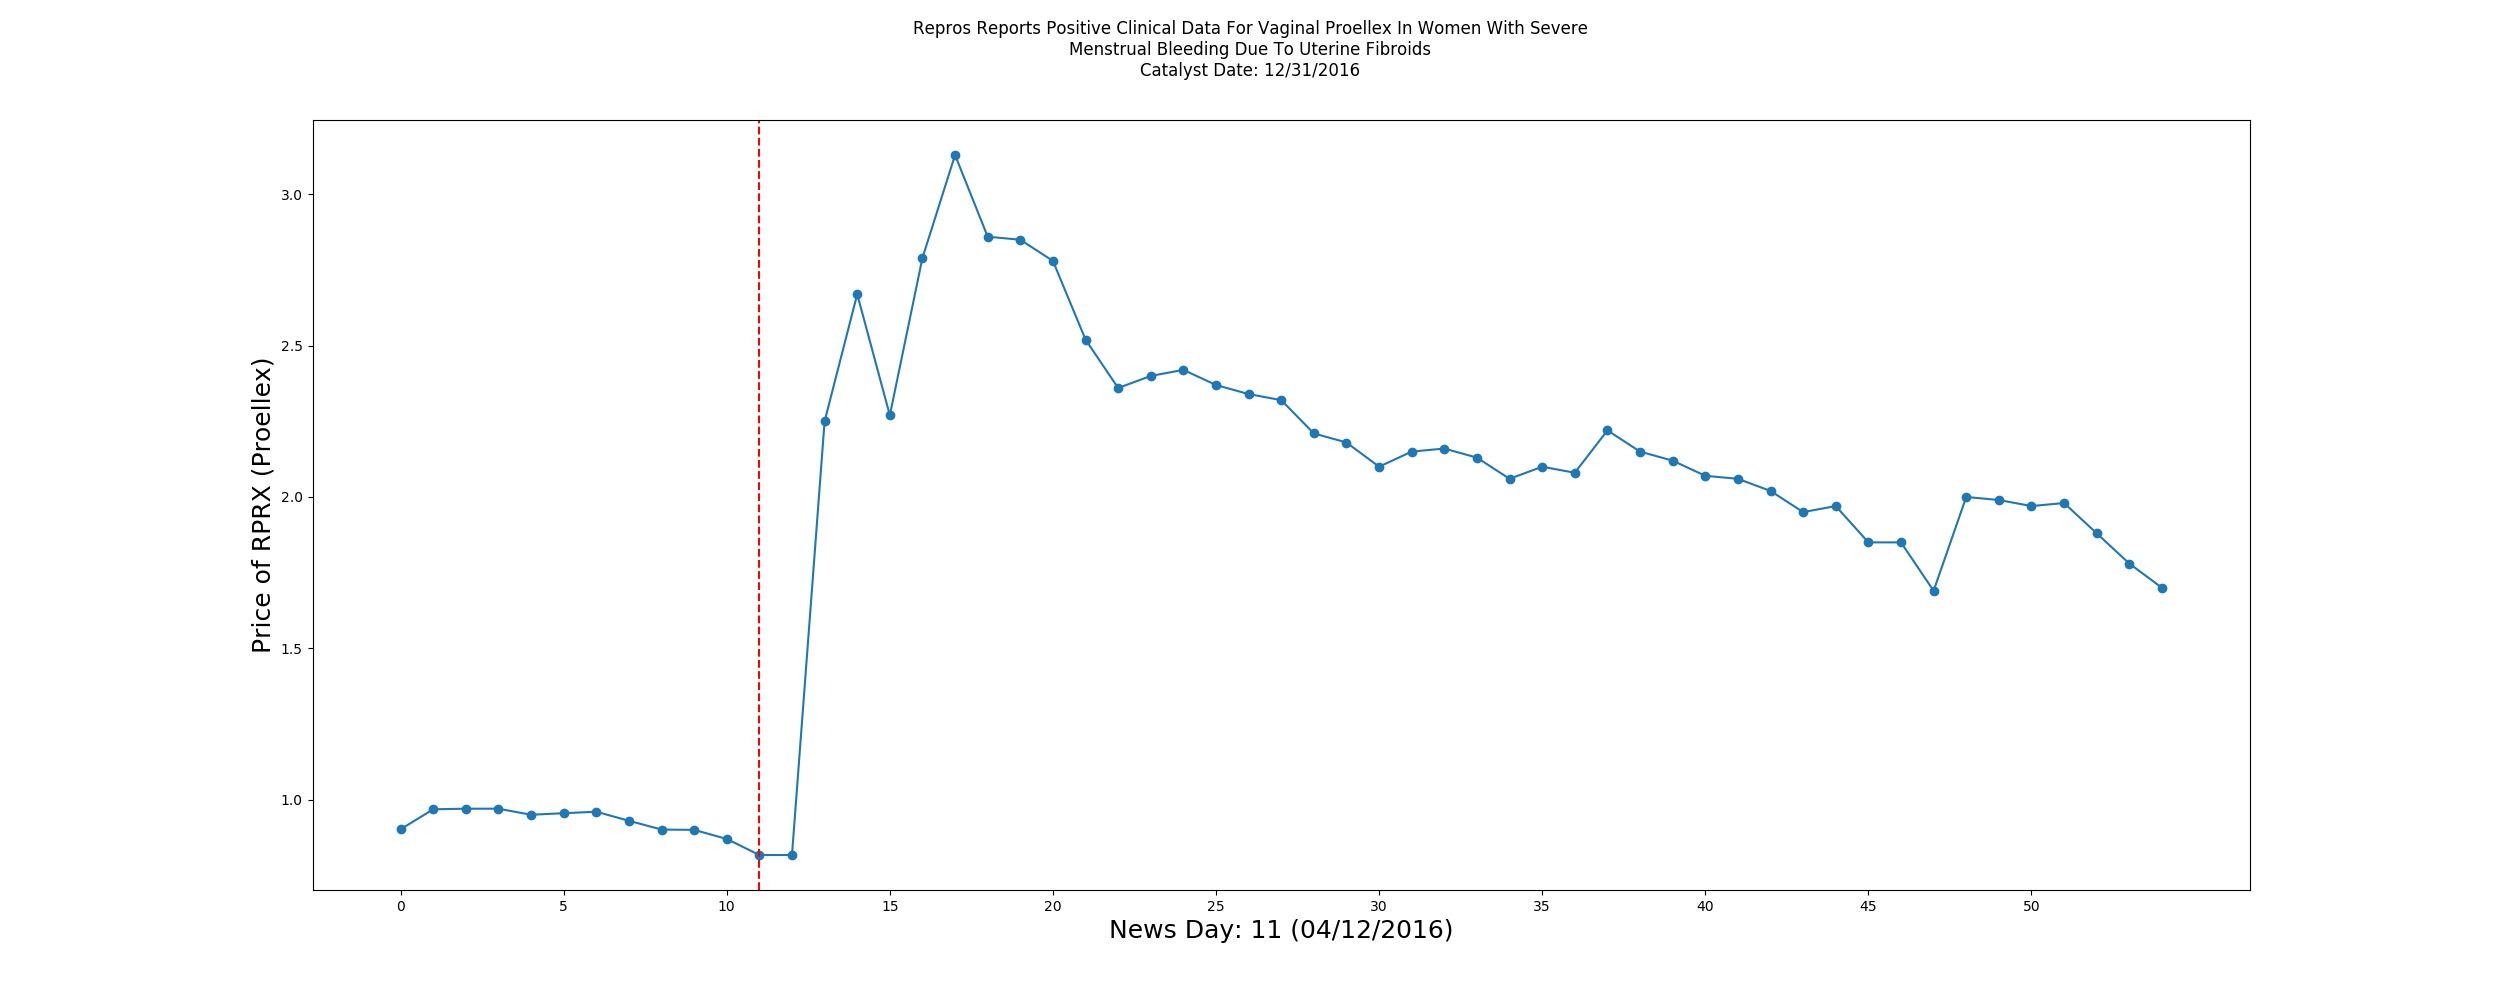 Repros Reports Positive Clinical Data For Vaginal Proellex In Women With Severe
Menstrual Bleeding Due To Uterine Fibroids
Catalyst Date: 12/31/2016
Price of RPRX (Proellex)
3.0
2.5
2.0
1.5
1.0
0 5 10 15 20 25 30 35 40 45 50
News Day: 11 (04/12/2016)